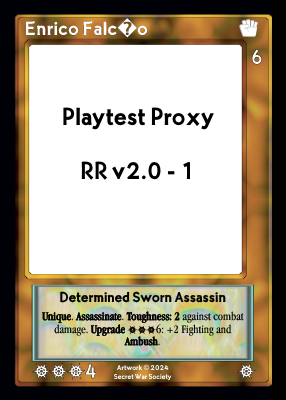 Enrico Falc�o
6
Playtest Proxy
RR v2.0 - 1
Determined Sworn Assassin
Unique. Assassinate. Toughness: 2 against combat
damage. Upgrade 6: +2 Fighting and
Ambush.
4
Artwork © 2024
Secret War Society